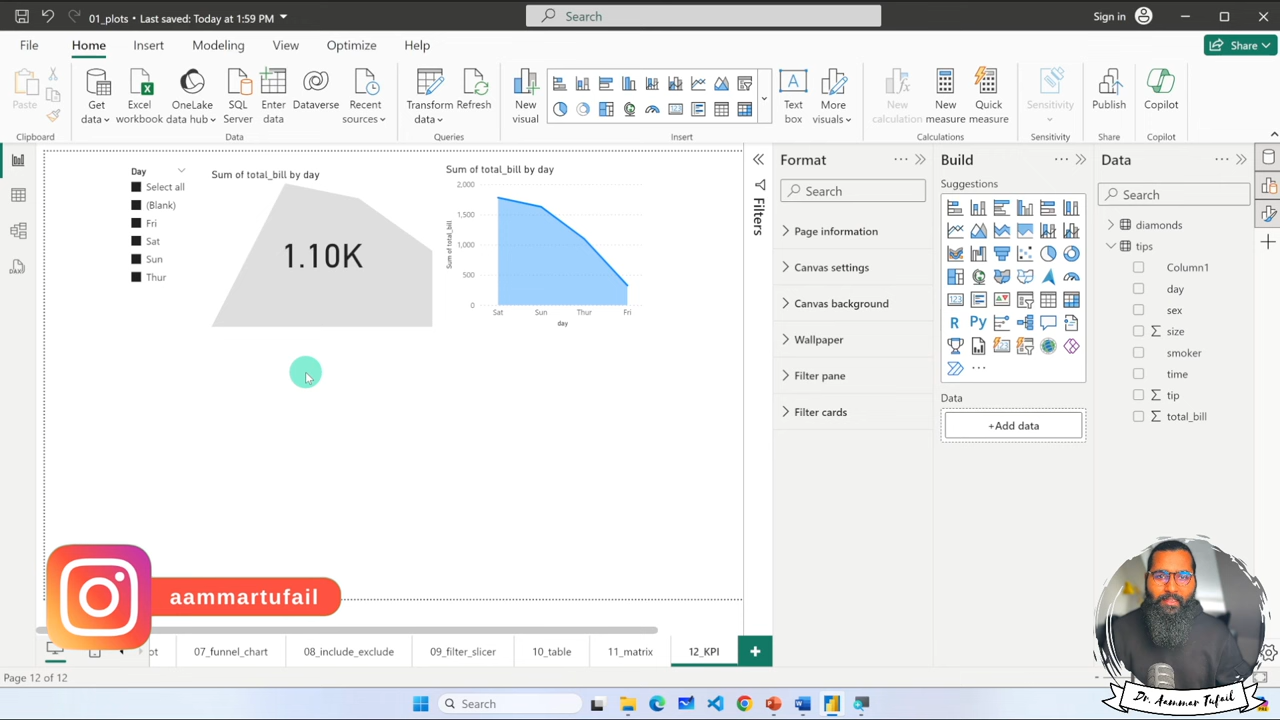 01_plots • Last saved: Today at 1:59 PM
Search
Sign in
File
Home
Insert
Modeling
View
Optimize
Help
Share
Paste
Get data
Excel workbook
OneLake data hub
SQL Server
Enter data
Dataverse
Recent sources
Transform data
Refresh
New visual
Text box
More visuals
New calculation
New measure
Quick measure
Sensitivity
Publish
Copilot
Clipboard
Data
Queries
Insert
Calculations
Sensitivity
Share
Copilot
Day
Select all
(Blank)
Fri
Sat
Sun
Thur
Sum of total_bill by day
1.10K
Sum of total_bill by day
2,000
1,500
1,000
500
0
Sum of total_bill
Sat
Sun
Thur
Fri
day
Filters
Format
Search
Page information
Canvas settings
Canvas background
Wallpaper
Filter pane
Filter cards
Build
Suggestions
R
Py
Data
+Add data
Data
Search
diamonds
tips
Column1
day
sex
size
smoker
time
tip
total_bill
aammartufail
ot
07_funnel_chart
08_include_exclude
09_filter_slicer
10_table
11_matrix
12_KPI
Page 12 of 12
Search
Dr. Aammar Tufail